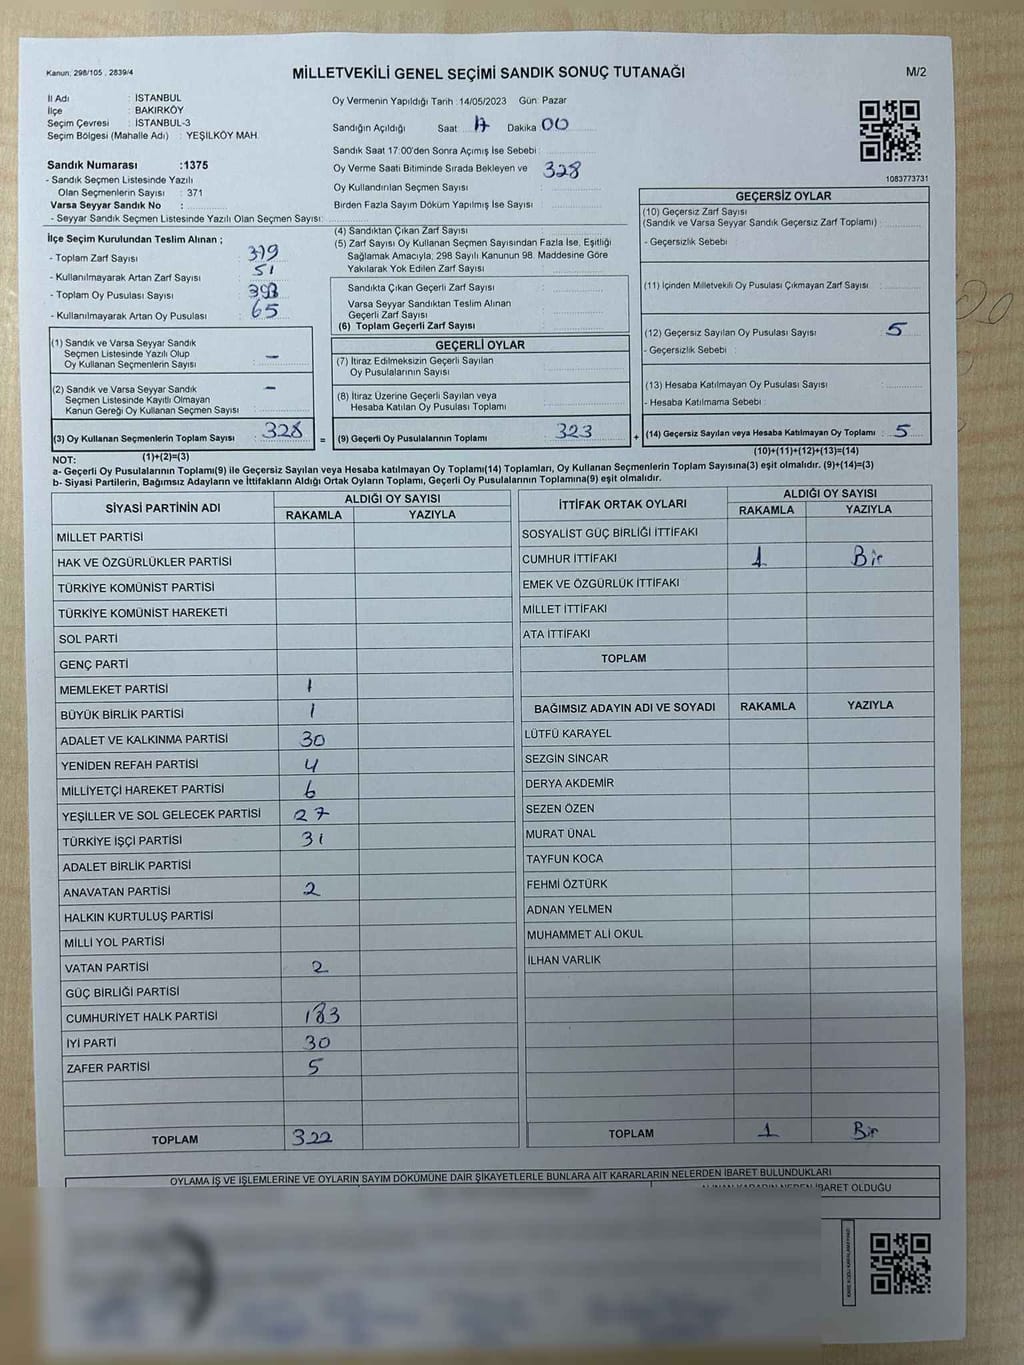 Kanun: 298/105 , 2839/4
MİLLETVEKİLİ GENEL SEÇİMİ SANDIK SONUÇ TUTANAĞI
M/2
İl Adı : İSTANBUL
İlçe : BAKIRKÖY
Seçim Çevresi : İSTANBUL-3
Seçim Bölgesi (Mahalle Adı) : YEŞİLKÖY MAH.
Sandık Numarası :1375
- Sandık Seçmen Listesinde Yazılı
Olan Seçmenlerin Sayısı : 371
Varsa Seyyar Sandık No :
- Seyyar Sandık Seçmen Listesinde Yazılı Olan Seçmen Sayısı:
Oy Vermenin Yapıldığı Tarih :14/05/2023 Gün: Pazar
Sandığın Açıldığı Saat 17 Dakika 00
Sandık Saat 17:00'den Sonra Açımış İse Sebebi :
Oy Verme Saati Bitiminde Sırada Bekleyen ve 328
Oy Kullandırılan Seçmen Sayısı :
Birden Fazla Sayım Döküm Yapılmış İse Sayısı :
1083773731
İlçe Seçim Kurulundan Teslim Alınan ;
- Toplam Zarf Sayısı : 379
- Kullanılmayarak Artan Zarf Sayısı : 51
- Toplam Oy Pusulası Sayısı : 393
- Kullanılmayarak Artan Oy Pusulası : 65
(4) Sandıktan Çıkan Zarf Sayısı :
(5) Zarf Sayısı Oy Kullanan Seçmen Sayısından Fazla İse, Eşitliği
Sağlamak Amacıyla, 298 Sayılı Kanunun 98. Maddesine Göre
Yakılarak Yok Edilen Zarf Sayısı :
Sandıkta Çıkan Geçerli Zarf Sayısı :
Varsa Seyyar Sandıktan Teslim Alınan
Geçerli Zarf Sayısı :
(6) Toplam Geçerli Zarf Sayısı :
GEÇERSİZ OYLAR
(10) Geçersiz Zarf Sayısı
(Sandık ve Varsa Seyyar Sandık Geçersiz Zarf Toplamı) :
- Geçersizlik Sebebi :
(11) İçinden Milletvekili Oy Pusulası Çıkmayan Zarf Sayısı :
(12) Geçersiz Sayılan Oy Pusulası Sayısı : 5
- Geçersizlik Sebebi :
(13) Hesaba Katılmayan Oy Pusulası Sayısı :
- Hesaba Katılmama Sebebi :
(14) Geçersiz Sayılan veya Hesaba Katılmayan Oy Toplamı : 5
(10)+(11)+(12)+(13)=(14)
(1) Sandık ve Varsa Seyyar Sandık
Seçmen Listesinde Yazılı Olup
Oy Kullanan Seçmenlerin Sayısı : –
(2) Sandık ve Varsa Seyyar Sandık
Seçmen Listesinde Kayıtlı Olmayan
Kanun Gereği Oy Kullanan Seçmen Sayısı : –
(3) Oy Kullanan Seçmenlerin Toplam Sayısı : 328 =
(1)+(2)=(3)
GEÇERLİ OYLAR
(7) İtiraz Edilmeksizin Geçerli Sayılan
Oy Pusulalarının Sayısı :
(8) İtiraz Üzerine Geçerli Sayılan veya
Hesaba Katılan Oy Pusulası Toplamı :
(9) Geçerli Oy Pusulalarının Toplamı : 323 +
NOT:
a- Geçerli Oy Pusulalarının Toplamı(9) ile Geçersiz Sayılan veya Hesaba katılmayan Oy Toplamı(14) Toplamları, Oy Kullanan Seçmenlerin Toplam Sayısına(3) eşit olmalıdır. (9)+(14)=(3)
b- Siyasi Partilerin, Bağımsız Adayların ve İttifakların Aldığı Ortak Oyların Toplamı, Geçerli Oy Pusulalarının Toplamına(9) eşit olmalıdır.
SİYASİ PARTİNİN ADI
ALDIĞI OY SAYISI
RAKAMLA YAZIYLA
MİLLET PARTİSİ
HAK VE ÖZGÜRLÜKLER PARTİSİ
TÜRKİYE KOMÜNİST PARTİSİ
TÜRKİYE KOMÜNİST HAREKETİ
SOL PARTİ
GENÇ PARTİ
MEMLEKET PARTİSİ 1
BÜYÜK BİRLİK PARTİSİ 1
ADALET VE KALKINMA PARTİSİ 30
YENİDEN REFAH PARTİSİ 4
MİLLİYETÇİ HAREKET PARTİSİ 6
YEŞİLLER VE SOL GELECEK PARTİSİ 27
TÜRKİYE İŞÇİ PARTİSİ 31
ADALET BİRLİK PARTİSİ
ANAVATAN PARTİSİ 2
HALKIN KURTULUŞ PARTİSİ
MİLLİ YOL PARTİSİ
VATAN PARTİSİ 2
GÜÇ BİRLİĞİ PARTİSİ
CUMHURİYET HALK PARTİSİ 183
İYİ PARTİ 30
ZAFER PARTİSİ 5
TOPLAM 322
İTTİFAK ORTAK OYLARI
ALDIĞI OY SAYISI
RAKAMLA YAZIYLA
SOSYALİST GÜÇ BİRLİĞİ İTTİFAKI
CUMHUR İTTİFAKI 1 Bir
EMEK VE ÖZGÜRLÜK İTTİFAKI
MİLLET İTTİFAKI
ATA İTTİFAKI
TOPLAM
BAĞIMSIZ ADAYIN ADI VE SOYADI RAKAMLA YAZIYLA
LÜTFÜ KARAYEL
SEZGİN SİNCAR
DERYA AKDEMİR
SEZEN ÖZEN
MURAT ÜNAL
TAYFUN KOCA
FEHMİ ÖZTÜRK
ADNAN YELMEN
MUHAMMET ALİ OKUL
İLHAN VARLIK
TOPLAM 1 Bir
OYLAMA İŞ VE İŞLEMLERİNE VE OYLARIN SAYIM DÖKÜMÜNE DAİR ŞİKAYETLERLE BUNLARA AİT KARARLARIN NELERDEN İBARET BULUNDUKLARI
OLDUĞU